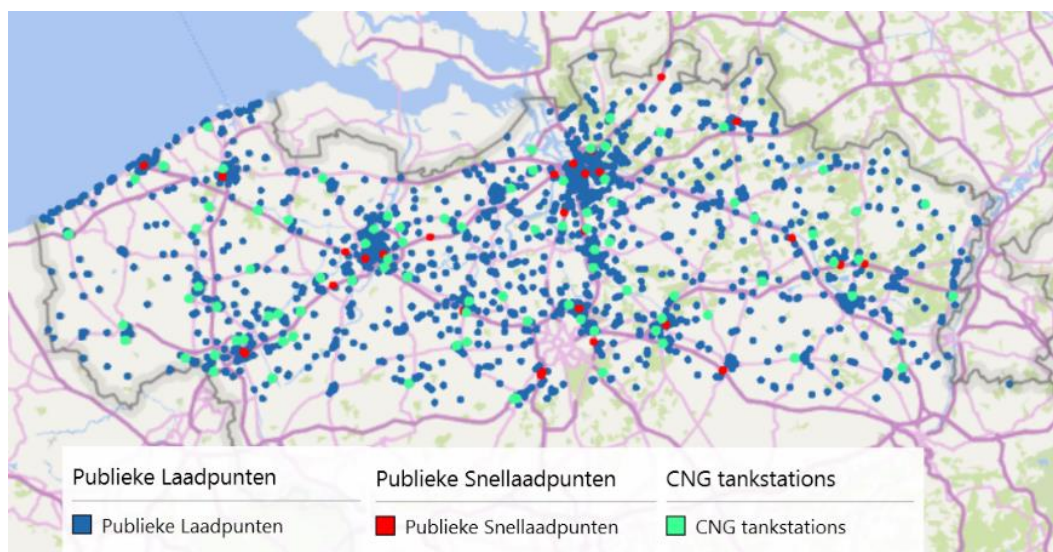 Publieke Laadpunten
Publieke Snellaadpunten
CNG tankstations
Publieke Laadpunten
Publieke Snellaadpunten
CNG tankstations